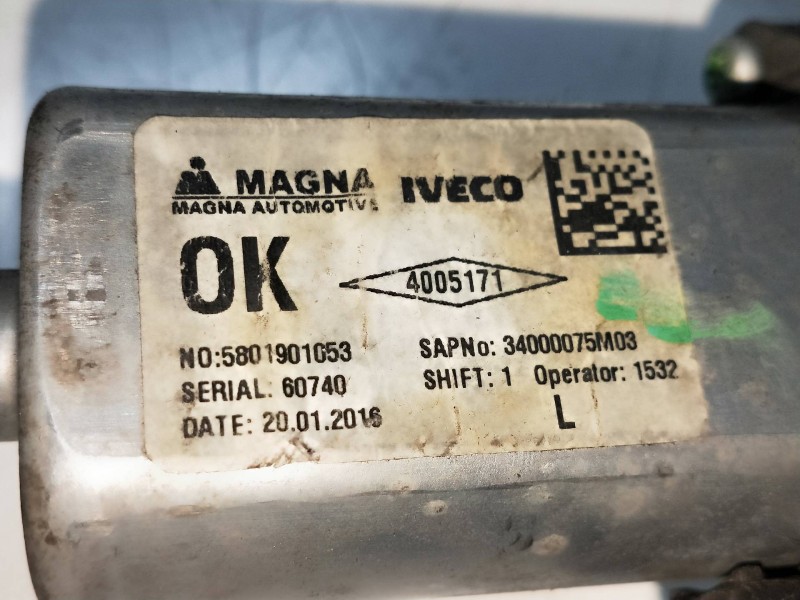 MAGNA IVECO
MAGNA AUTOMOTIVE
OK
4005171
NO:5801901053 SAPNo: 34000075M03
SERIAL: 60740 SHIFT: 1 Operator: 1532
DATE: 20.01.2016 L